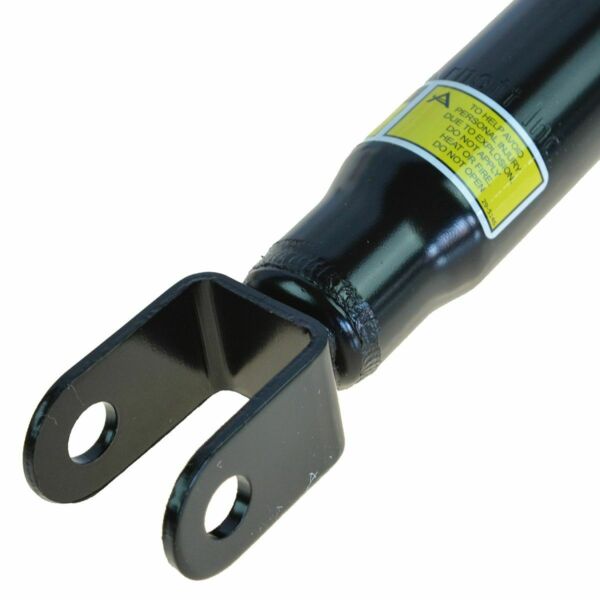 TO HELP AVOID
PERSONAL INJURY
DUE TO EXPLOSION
DO NOT APPLY
HEAT OR FIRE
DO NOT OPEN